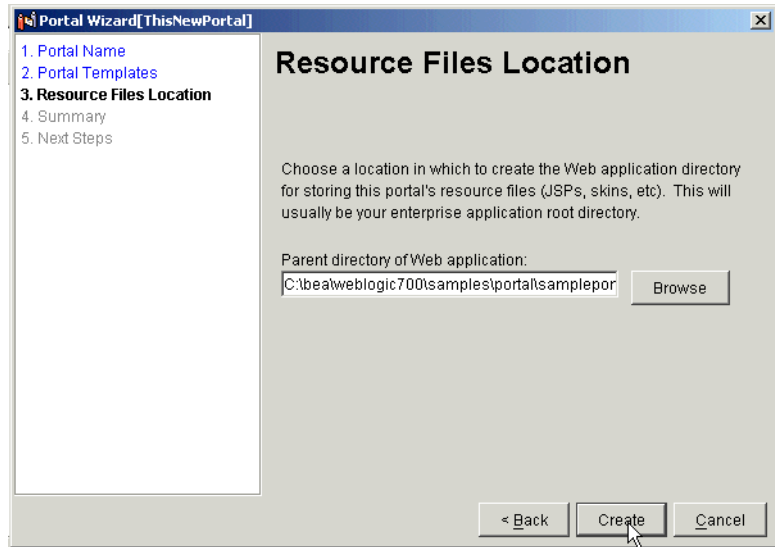 Portal Wizard[ThisNewPortal]
1. Portal Name
2. Portal Templates
3. Resource Files Location
4. Summary
5. Next Steps
Resource Files Location
Choose a location in which to create the Web application directory
for storing this portal's resource files (JSPs, skins, etc). This will
usually be your enterprise application root directory.
Parent directory of Web application:
C:\bea\weblogic700\samples\portal\samplepor
Browse
< Back
Create
Cancel